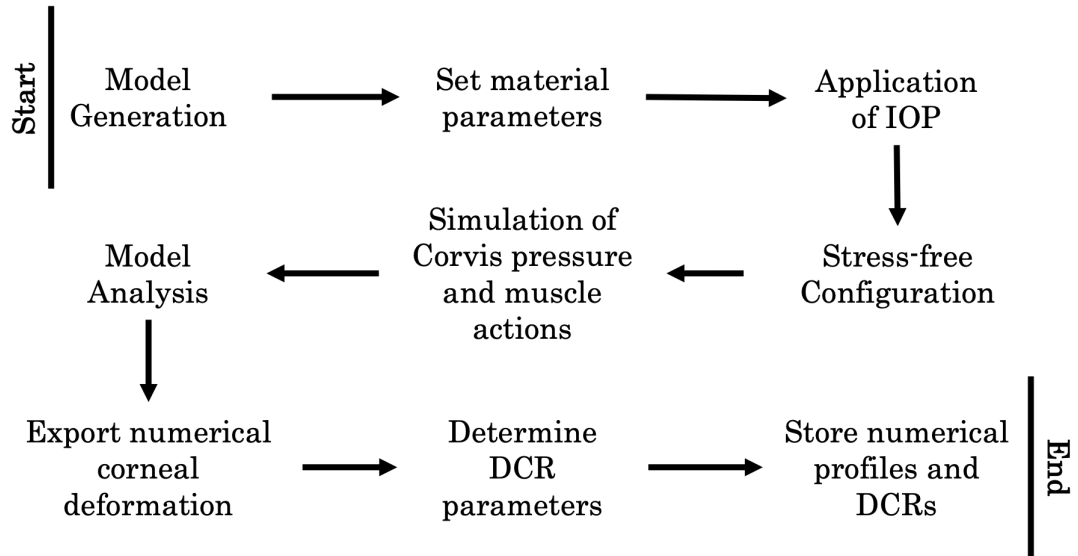 Start
Model
Generation
Set material
parameters
Application
of IOP
Stress-free
Configuration
Simulation of
Corvis pressure
and muscle
actions
Model
Analysis
Export numerical
corneal
deformation
Determine
DCR
parameters
Store numerical
profiles and
DCRs
End